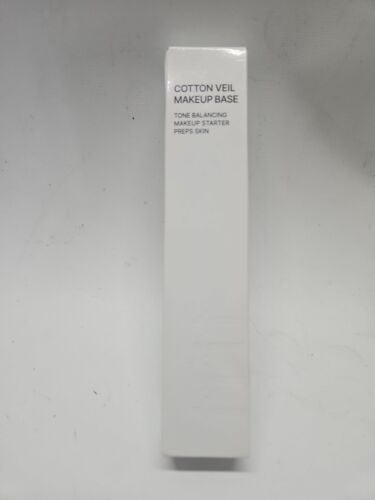 COTTON VEIL
MAKEUP BASE
TONE BALANCING
MAKEUP STARTER
PREPS SKIN